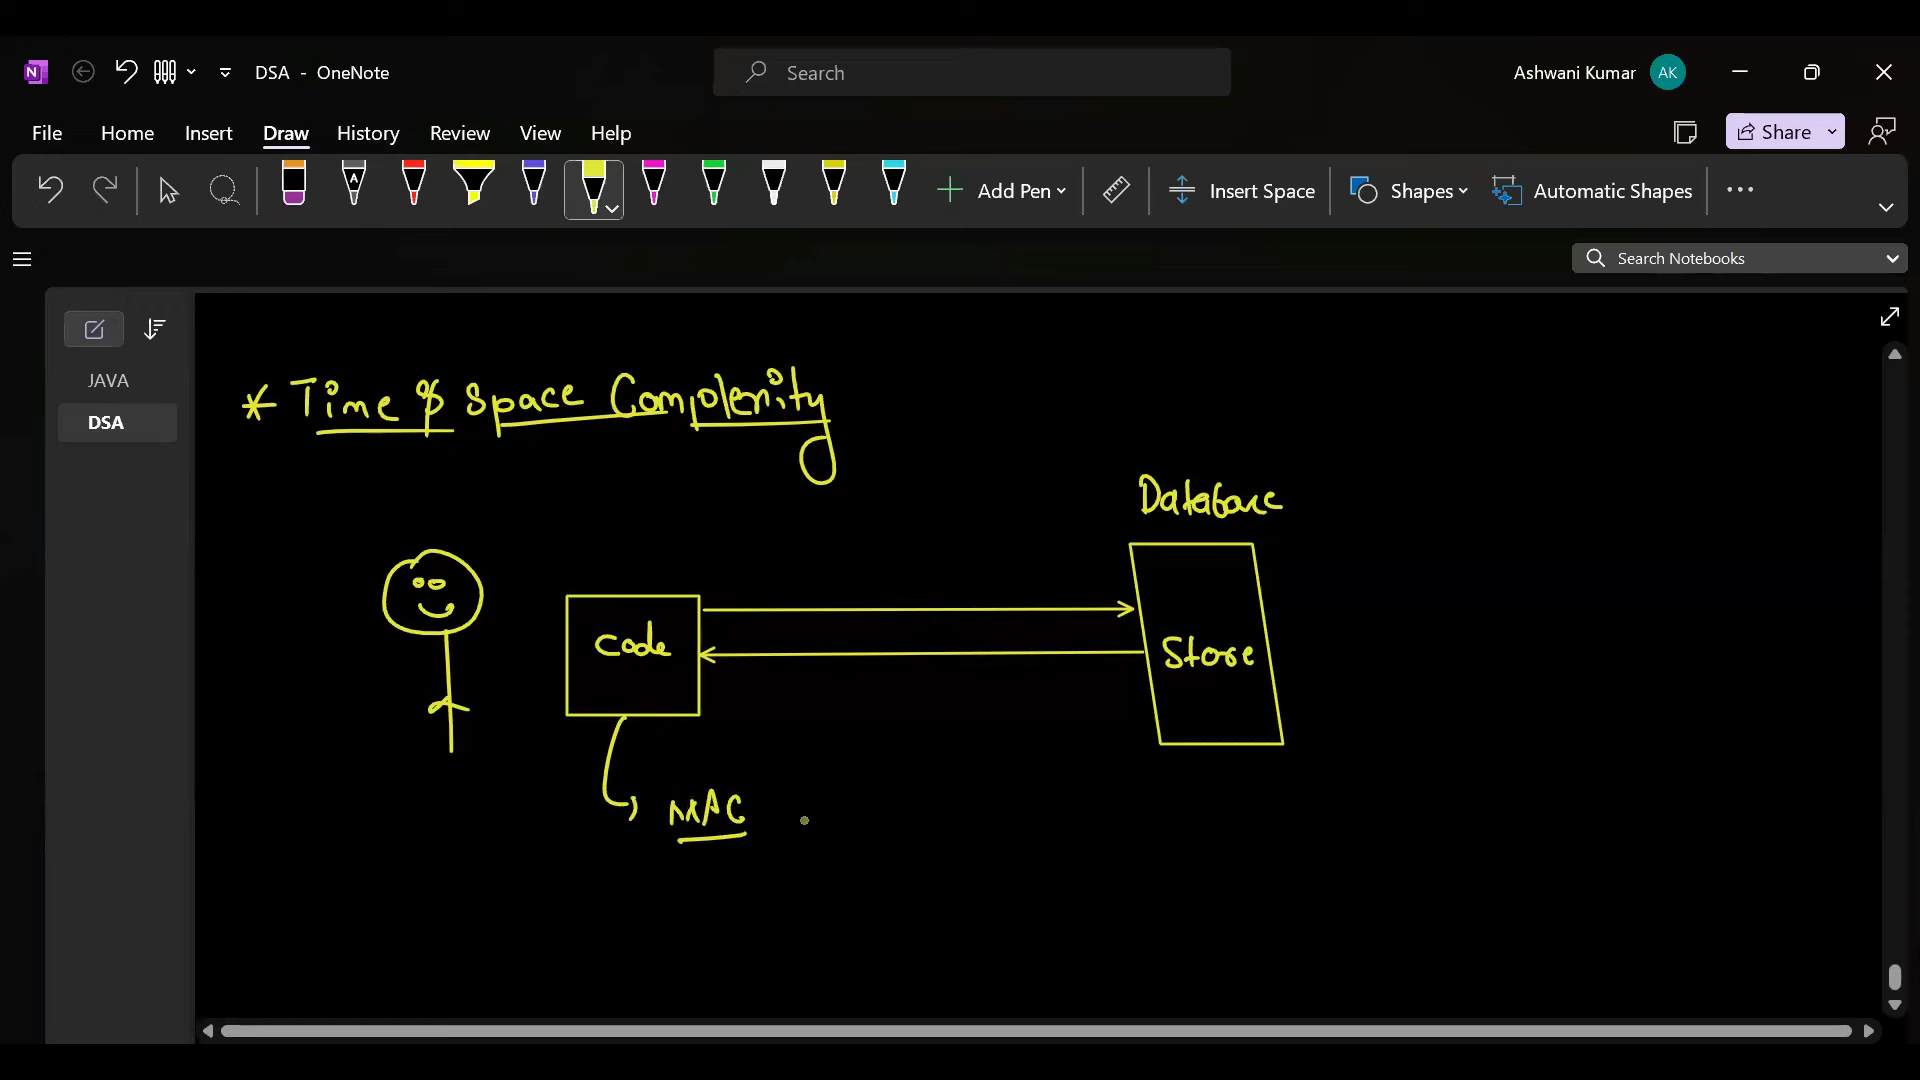 DSA - OneNote
Search
Ashwani Kumar AK
File Home Insert Draw History Review View Help
Share
Add Pen
Insert Space
Shapes
Automatic Shapes
Search Notebooks
JAVA
DSA
* Time & Space Complexity
Database
Code
Store
MAC